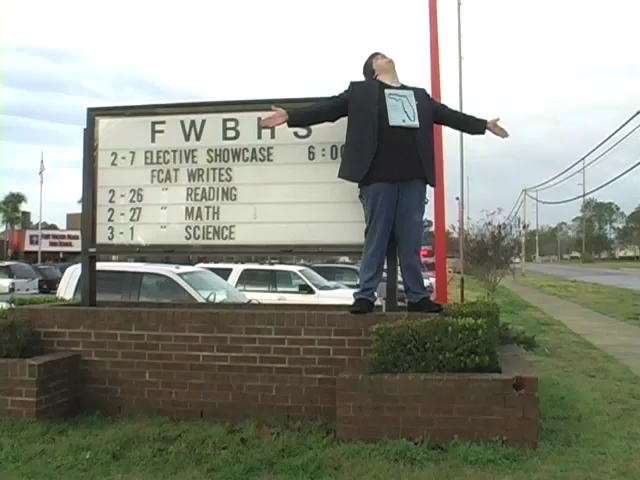 FWBHS
2-7 ELECTIVE SHOWCASE 6:00
FCAT WRITES
2-26 " READING
2-27 " MATH
3-1 " SCIENCE